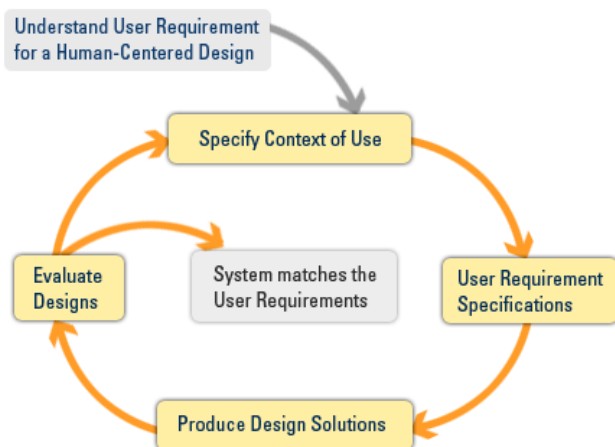 Understand User Requirement
for a Human-Centered Design
Specify Context of Use
Evaluate
Designs
System matches the
User Requirements
User Requirement
Specifications
Produce Design Solutions